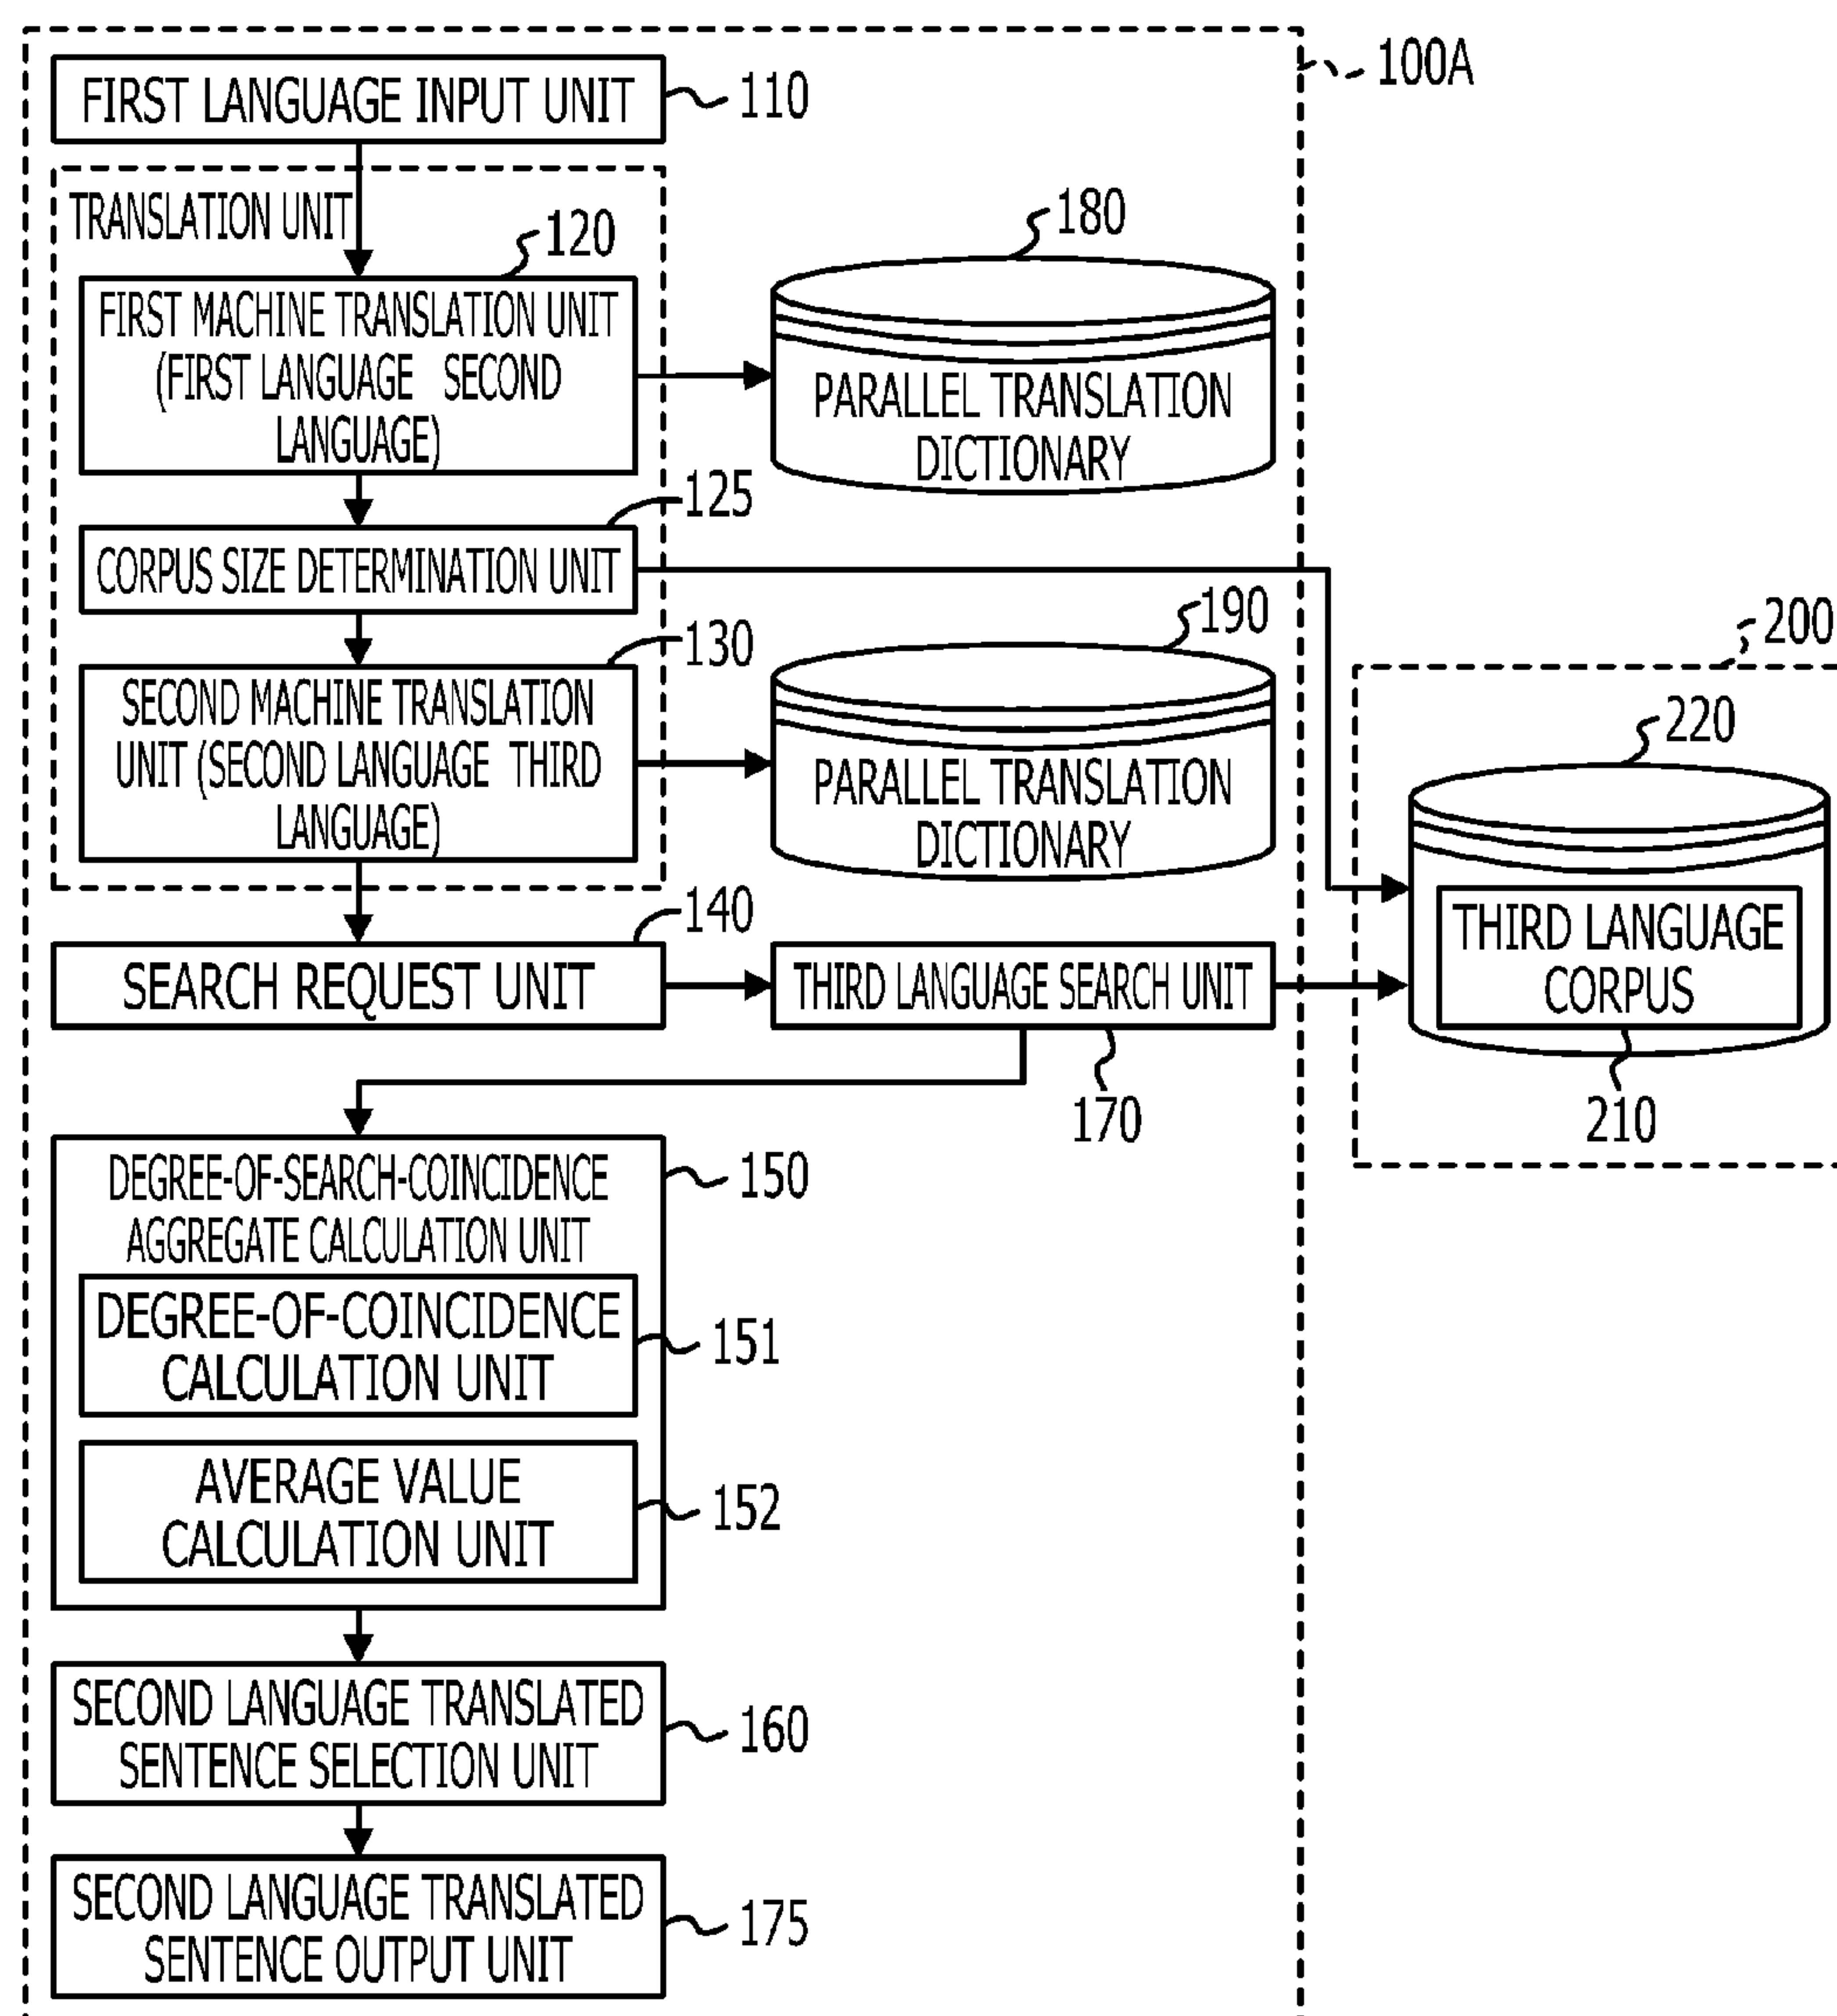 100A
FIRST LANGUAGE INPUT UNIT
110
TRANSLATION UNIT
120
180
FIRST MACHINE TRANSLATION UNIT
(FIRST LANGUAGE SECOND
LANGUAGE)
PARALLEL TRANSLATION
DICTIONARY
125
CORPUS SIZE DETERMINATION UNIT
190
200
130
SECOND MACHINE TRANSLATION
UNIT (SECOND LANGUAGE THIRD
LANGUAGE)
PARALLEL TRANSLATION
DICTIONARY
220
140
THIRD LANGUAGE
CORPUS
SEARCH REQUEST UNIT
THIRD LANGUAGE SEARCH UNIT
170
210
DEGREE-OF-SEARCH-COINCIDENCE
AGGREGATE CALCULATION UNIT
150
DEGREE-OF-COINCIDENCE
CALCULATION UNIT
151
AVERAGE VALUE
CALCULATION UNIT
152
SECOND LANGUAGE TRANSLATED
SENTENCE SELECTION UNIT
160
SECOND LANGUAGE TRANSLATED
SENTENCE OUTPUT UNIT
175